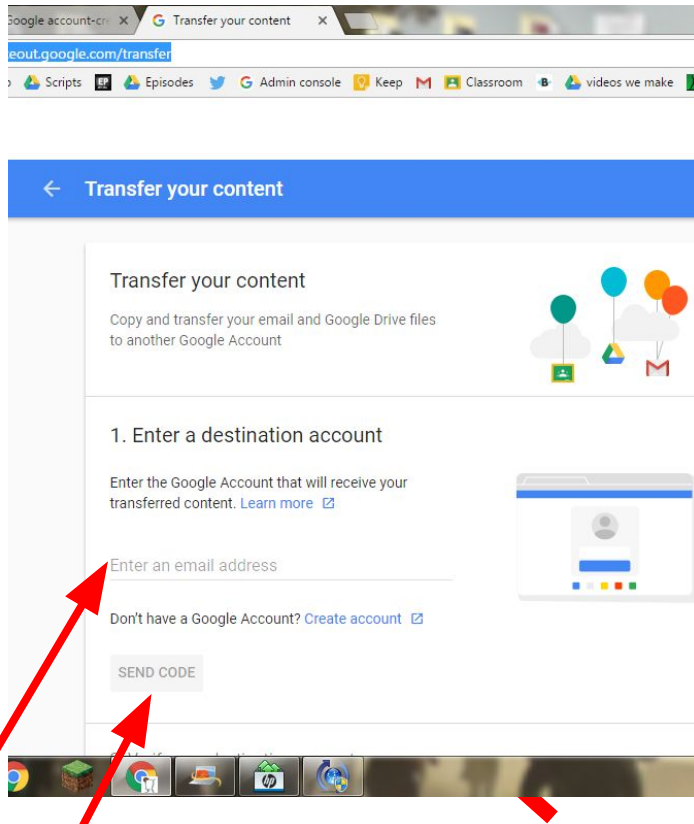 Google account-cre
Transfer your content
eout.google.com/transfer
Scripts EP Episodes Admin console Keep Classroom B videos we make
Transfer your content
Transfer your content
Copy and transfer your email and Google Drive files
to another Google Account
1. Enter a destination account
Enter the Google Account that will receive your
transferred content. Learn more
Enter an email address
Don't have a Google Account? Create account
SEND CODE
hp